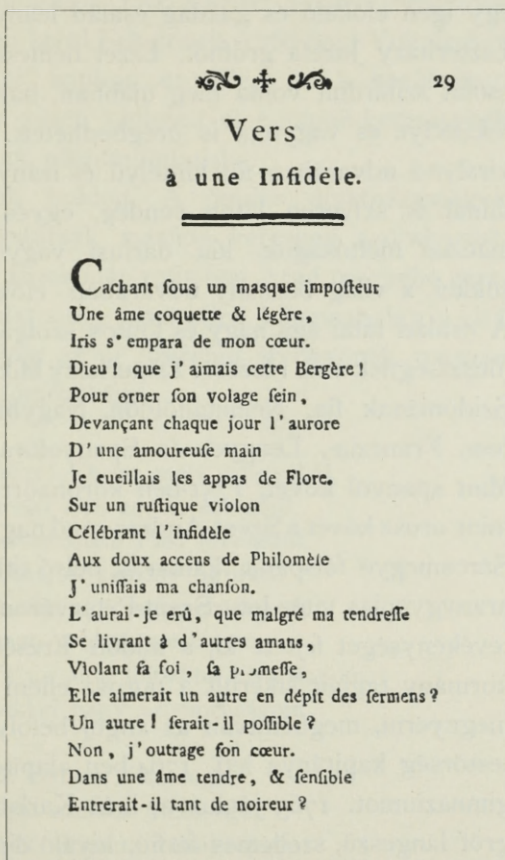 29
Vers
à une Infidèle.
Cachant ſous un masque impoſteur
Une âme coquette & légère,
Iris s'empara de mon cœur.
Dieu ! que j'aimais cette Bergère !
Pour orner ſon volage ſein,
Devançant chaque jour l'aurore
D'une amoureuſe main
Je cueillais les appas de Flore.
Sur un ruſtique violon
Célébrant l'infidèle
Aux doux accens de Philomèle
J'uniſſais ma chanſon.
L'aurai-je erû, que malgré ma tendreſſe
Se livrant à d'autres amans,
Violant ſa foi, ſa promeſſe,
Elle aimerait un autre en dépit des ſermens ?
Un autre ! ſerait-il poſſible ?
Non, j'outrage ſon cœur.
Dans une âme tendre, & ſenſible
Entrerait-il tant de noireur ?